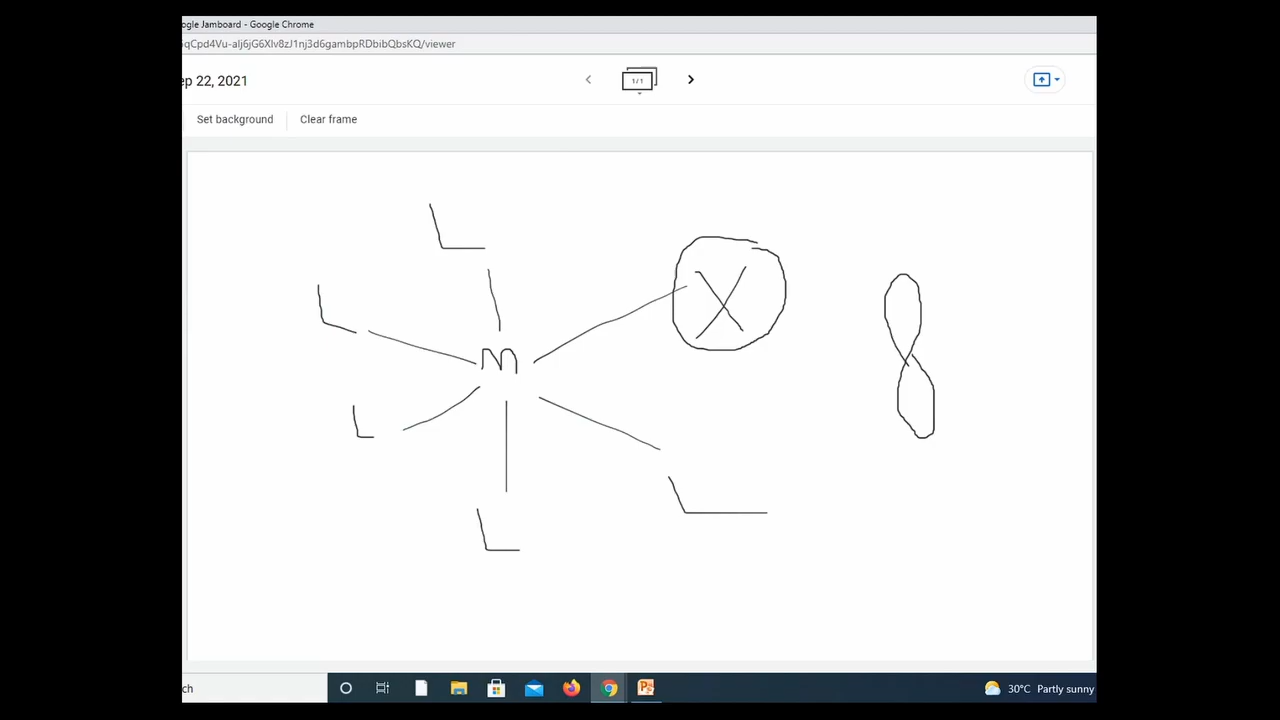 ogle Jamboard - Google Chrome
qCpd4Vu-alj6jG6Xlv8zJ1nj3d6gambpRDbibQbsKQ/viewer
ep 22, 2021
1/1
Set background
Clear frame
L
L
X
M
L
L
L
ch
30°C Partly sunny